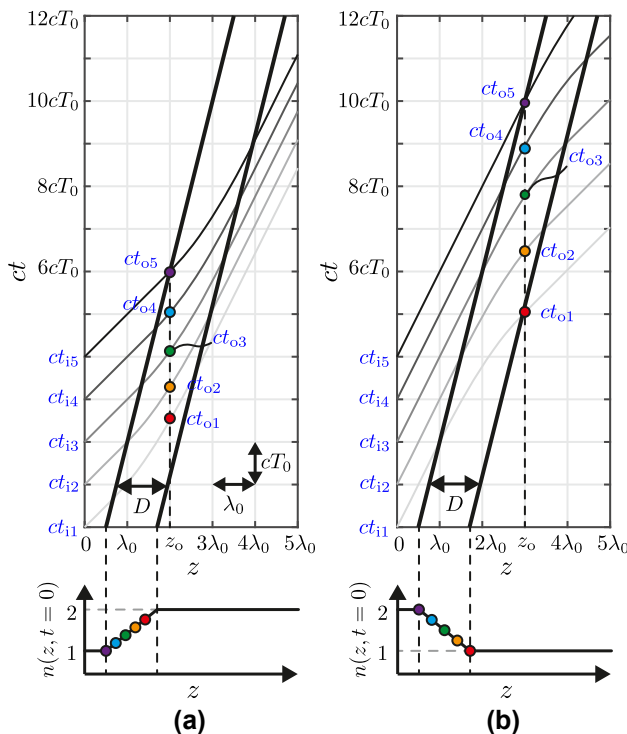 12cT₀
10cT₀
8cT₀
6cT₀
ct
ct_i5
ct_i4
ct_i3
ct_i2
ct_i1
ct_o5
ct_o4
ct_o3
ct_o2
ct_o1
cT₀
λ₀
D
0 λ₀ z_o 3λ₀ 4λ₀ 5λ₀
z
n(z, t = 0)
2
1
z
(a)
12cT₀
10cT₀
8cT₀
6cT₀
ct
ct_i5
ct_i4
ct_i3
ct_i2
ct_i1
ct_o5
ct_o4
ct_o3
ct_o2
ct_o1
D
0 λ₀ 2λ₀ z_o 4λ₀ 5λ₀
z
n(z, t = 0)
2
1
z
(b)